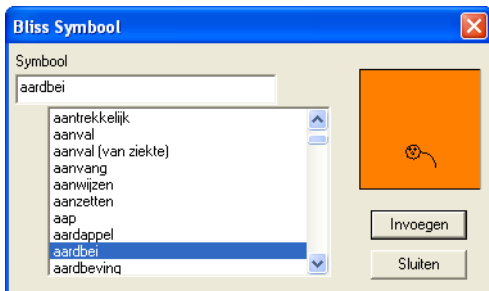 Bliss Symbool
Symbool
aardbei
aantrekkelijk
aanval
aanval (van ziekte)
aanvang
aanwijzen
aanzetten
aap
aardappel
aardbei
aardbeving
Invoegen
Sluiten